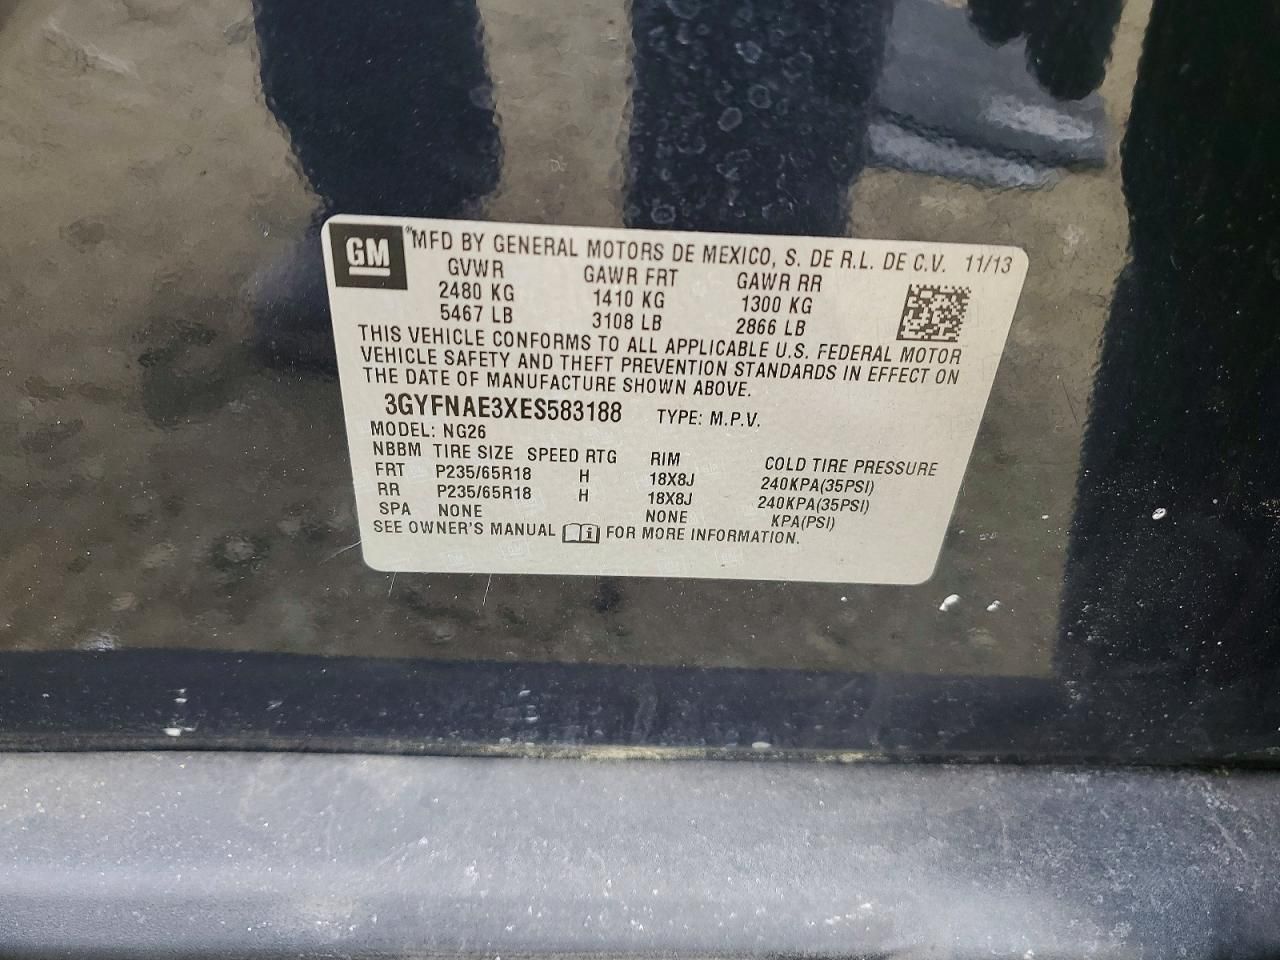 GM ® MFD BY GENERAL MOTORS DE MEXICO, S. DE R.L. DE C.V. 11/13
GVWR GAWR FRT GAWR RR
2480 KG 1410 KG 1300 KG
5467 LB 3108 LB 2866 LB
THIS VEHICLE CONFORMS TO ALL APPLICABLE U.S. FEDERAL MOTOR
VEHICLE SAFETY AND THEFT PREVENTION STANDARDS IN EFFECT ON
THE DATE OF MANUFACTURE SHOWN ABOVE.
3GYFNAE3XES583188 TYPE: M.P.V.
MODEL: NG26
NBBM TIRE SIZE SPEED RTG RIM COLD TIRE PRESSURE
FRT P235/65R18 H 18X8J 240KPA(35PSI)
RR P235/65R18 H 18X8J 240KPA(35PSI)
SPA NONE NONE KPA(PSI)
SEE OWNER'S MANUAL i FOR MORE INFORMATION.